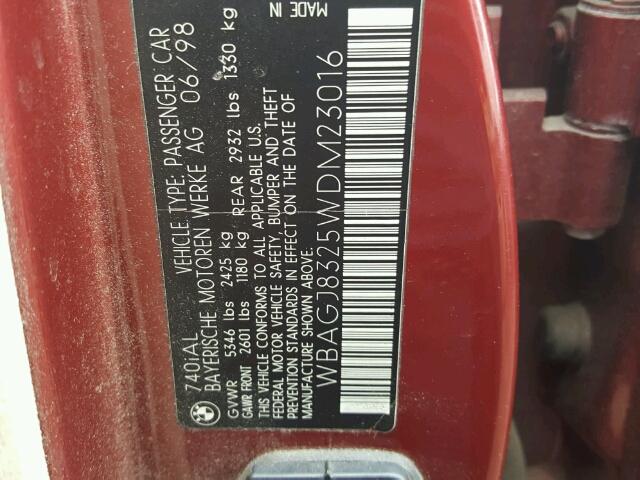 740iAL VEHICLE TYPE, PASSENGER CAR
BAYERISCHE MOTOREN WERKE AG 06/98
GVWR 5346 lbs 2425 kg
GAWR FRONT 2601 lbs 1180 kg REAR 2932 lbs 1330 kg
THIS VEHICLE CONFORMS TO ALL APPLICABLE U.S.
FEDERAL MOTOR VEHICLE SAFETY, BUMPER AND THEFT
PREVENTION STANDARDS IN EFFECT ON THE DATE OF
MANUFACTURE SHOWN ABOVE.
WBAGJ8325WDM23016
MADE IN